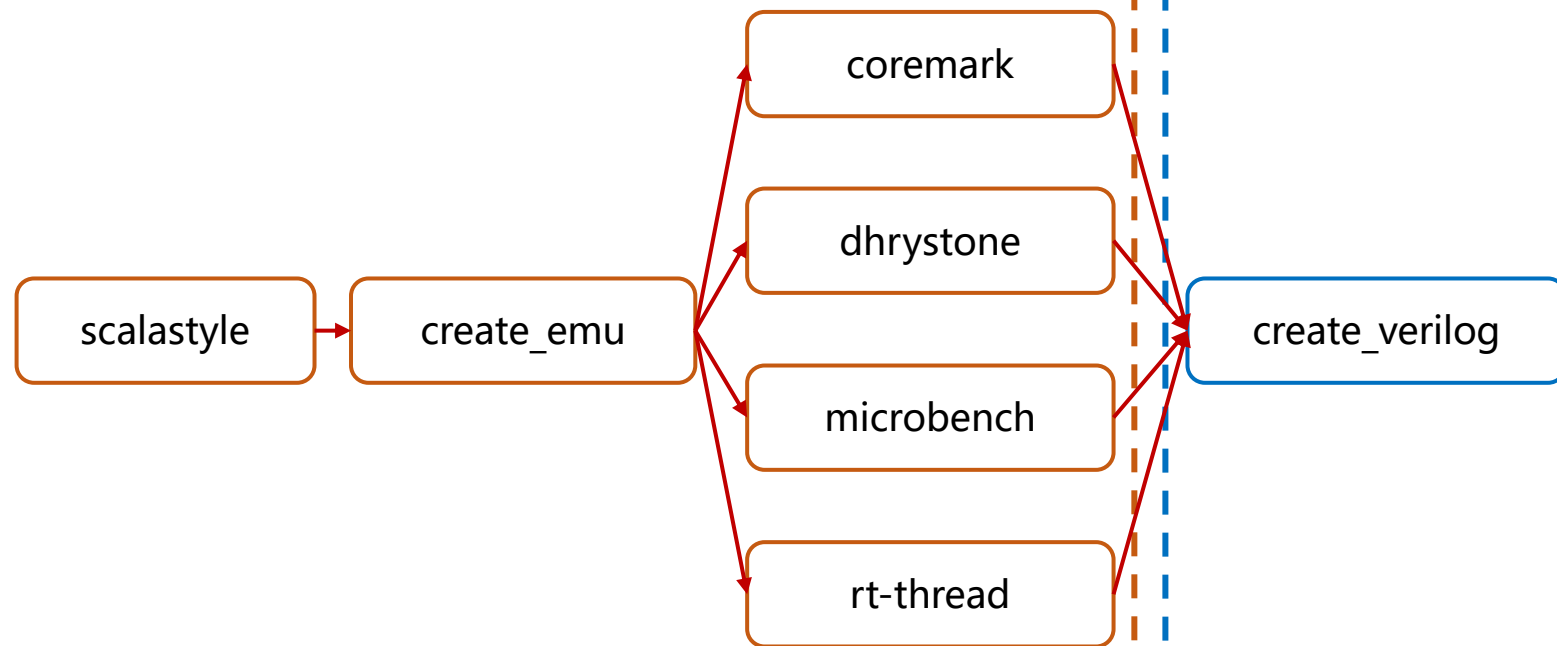 coremark
dhrystone
scalastyle
create_emu
create_verilog
microbench
rt-thread